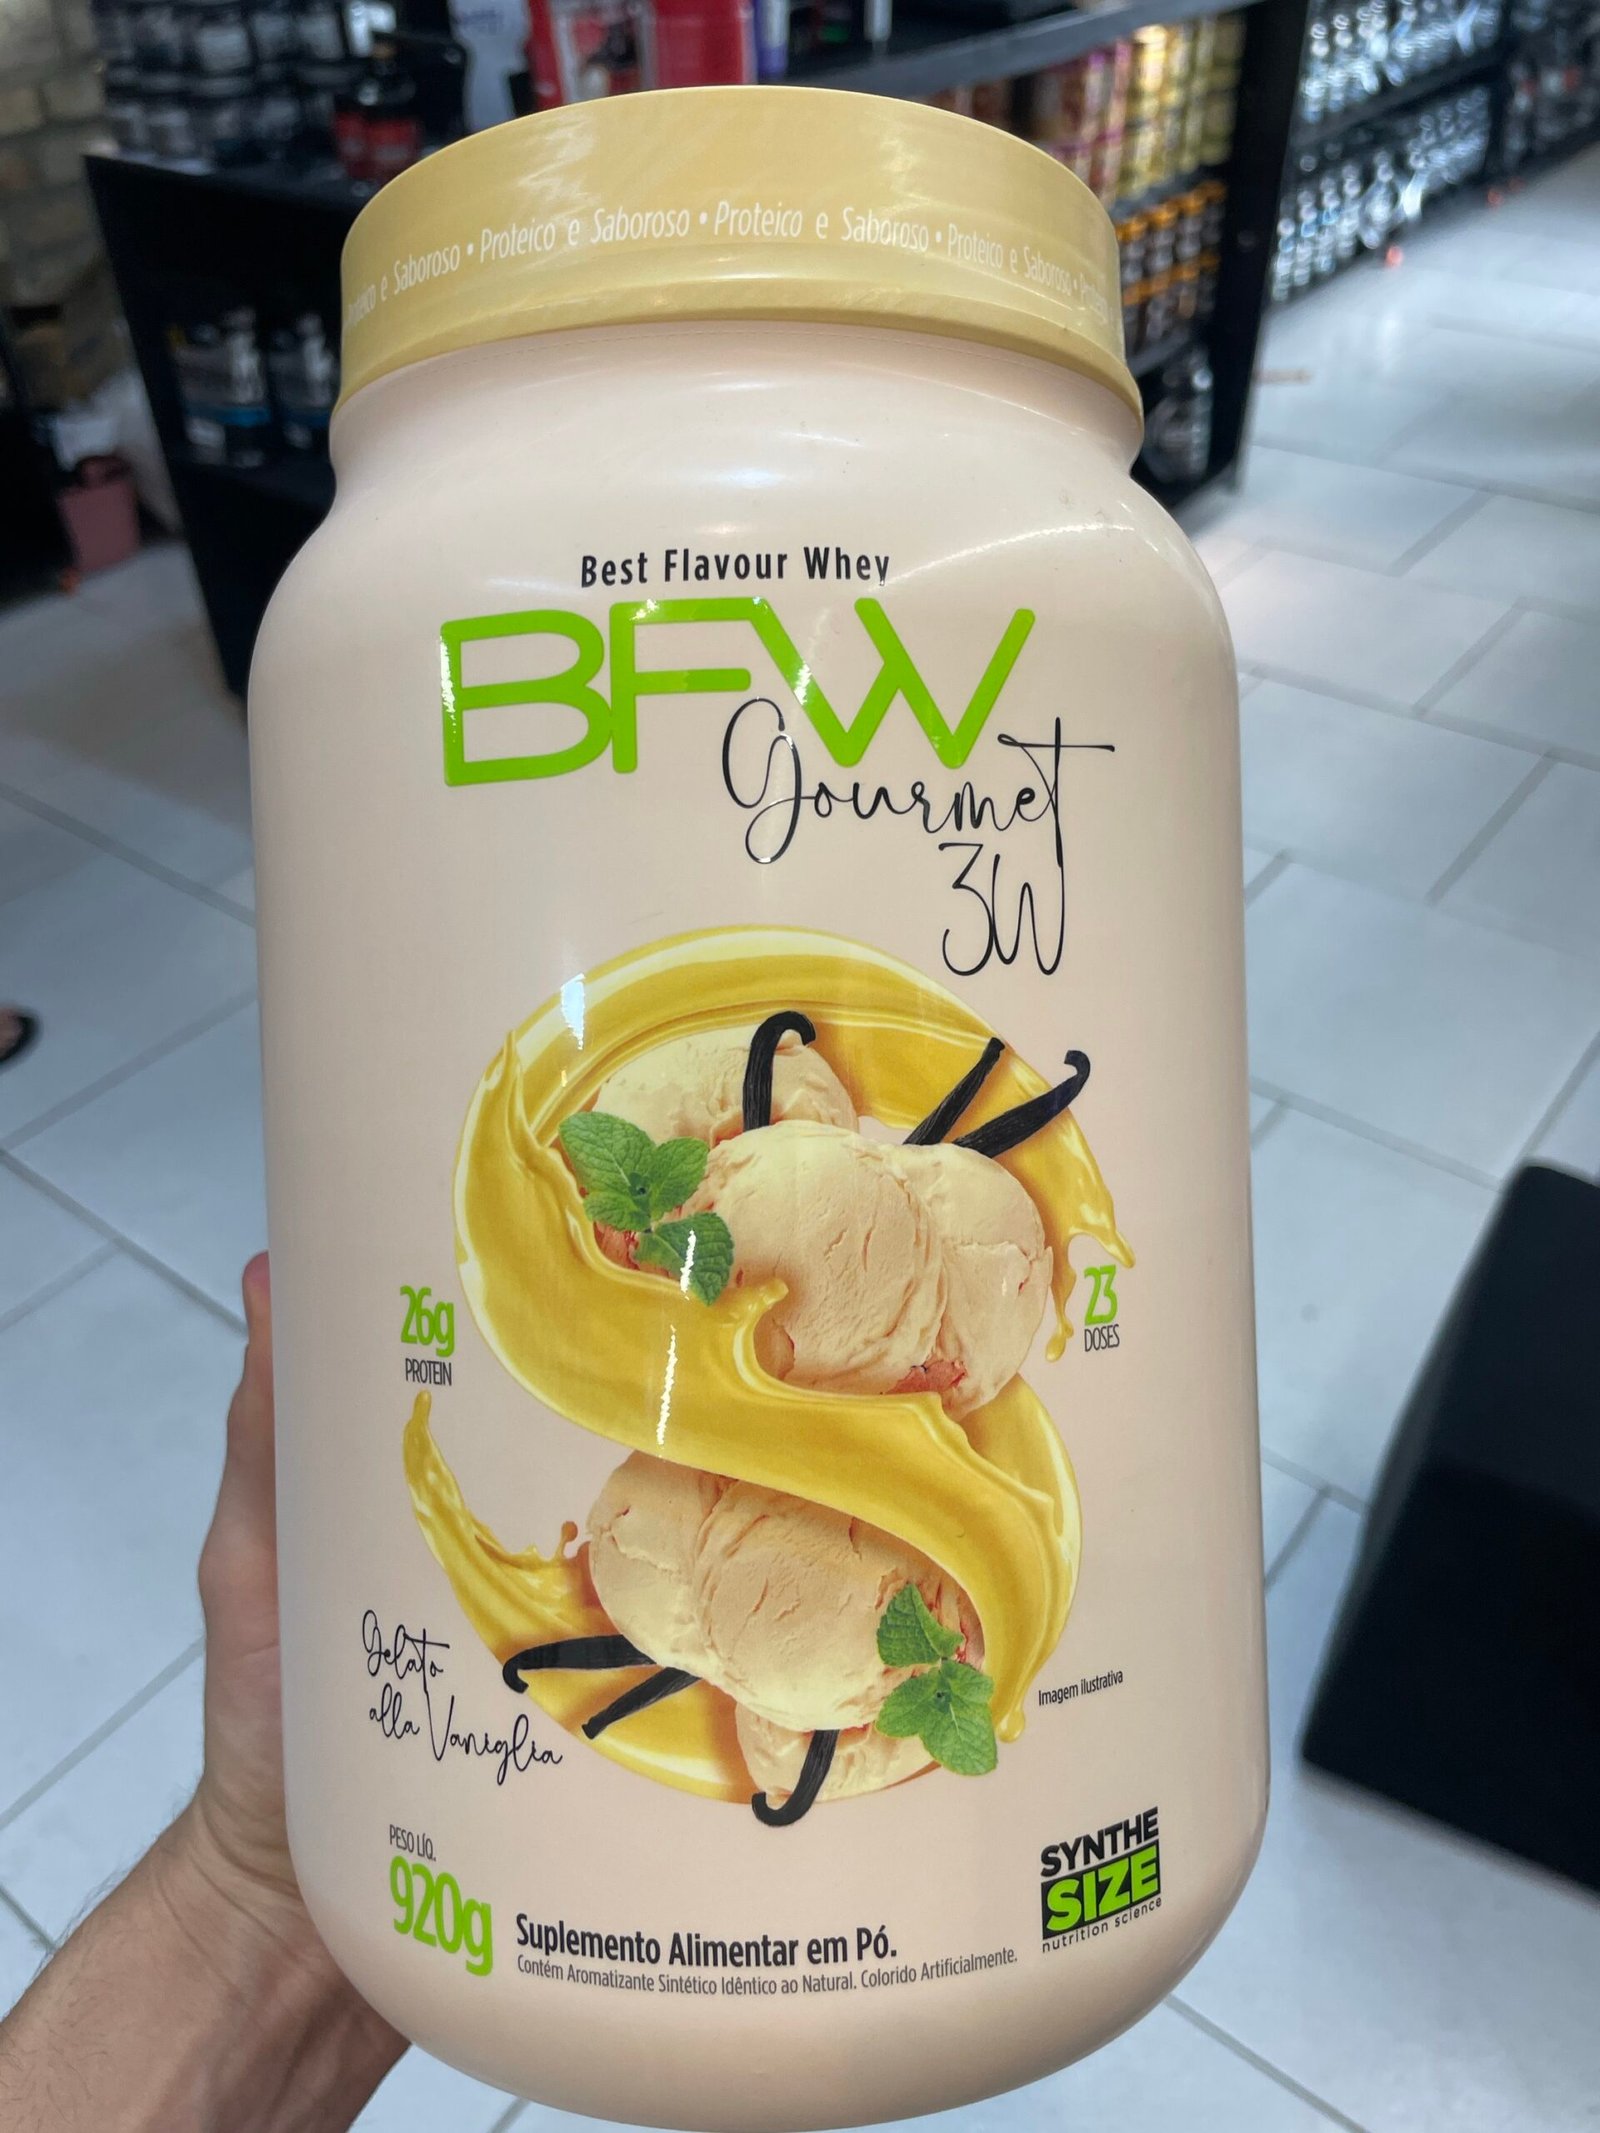 Saboroso • Proteico e Saboroso • Proteico e Saboroso • Proteico e Saboroso •
Best Flavour Whey
BFW
Gourmet
3W
26g
PROTEIN
23
DOSES
Gelato
alla Vaniglia
Imagem ilustrativa
PESO LÍQ.
920g
Suplemento Alimentar em Pó.
Contém Aromatizante Sintético Idêntico ao Natural. Colorido Artificialmente.
SYNTHE
SIZE
nutrition science